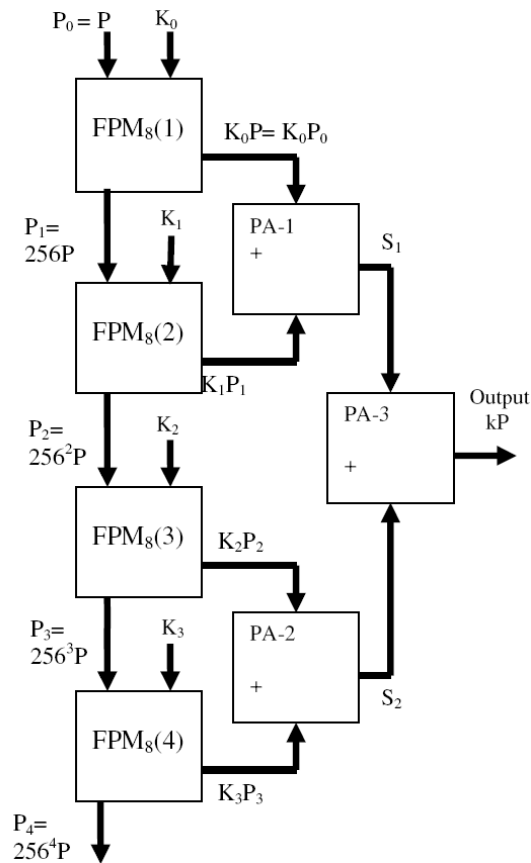 P₀ = P
K₀
FPM₈(1)
K₀P= K₀P₀
P₁=
256P
K₁
PA-1
+
S₁
FPM₈(2)
K₁P₁
P₂=
256²P
K₂
PA-3
+
Output
kP
FPM₈(3)
K₂P₂
P₃=
256³P
K₃
PA-2
+
S₂
FPM₈(4)
K₃P₃
P₄=
256⁴P